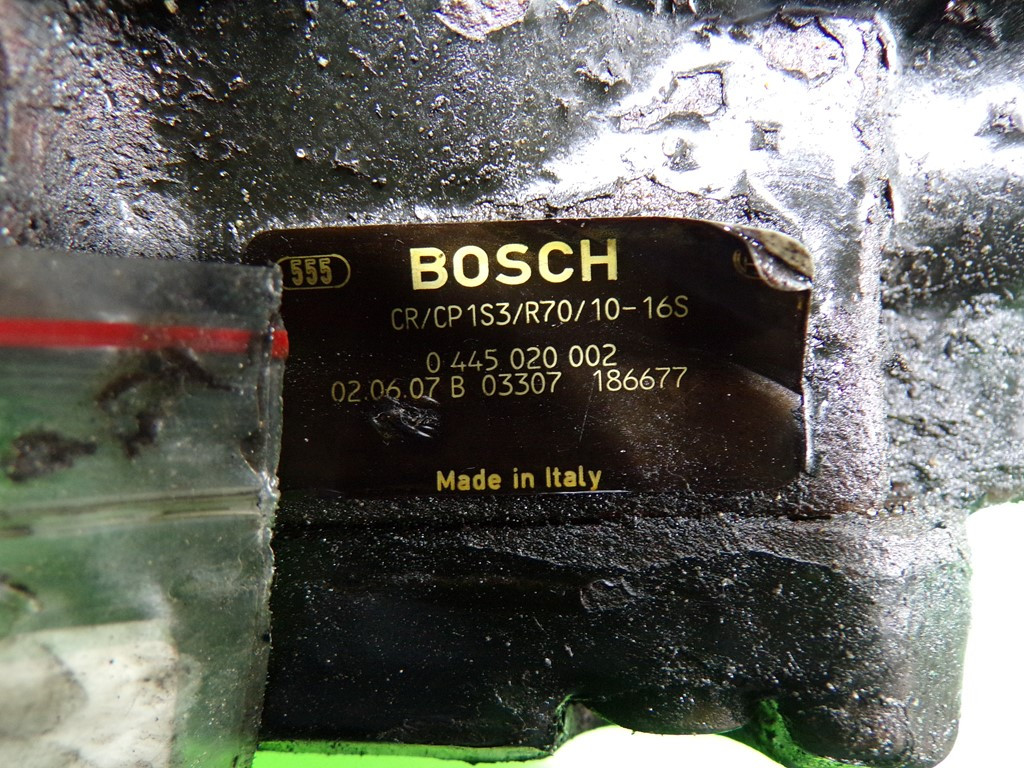 555 BOSCH
CR/CP1S3/R70/10-16S
0 445 020 002
02.06.07 B 03307 186677
Made in Italy